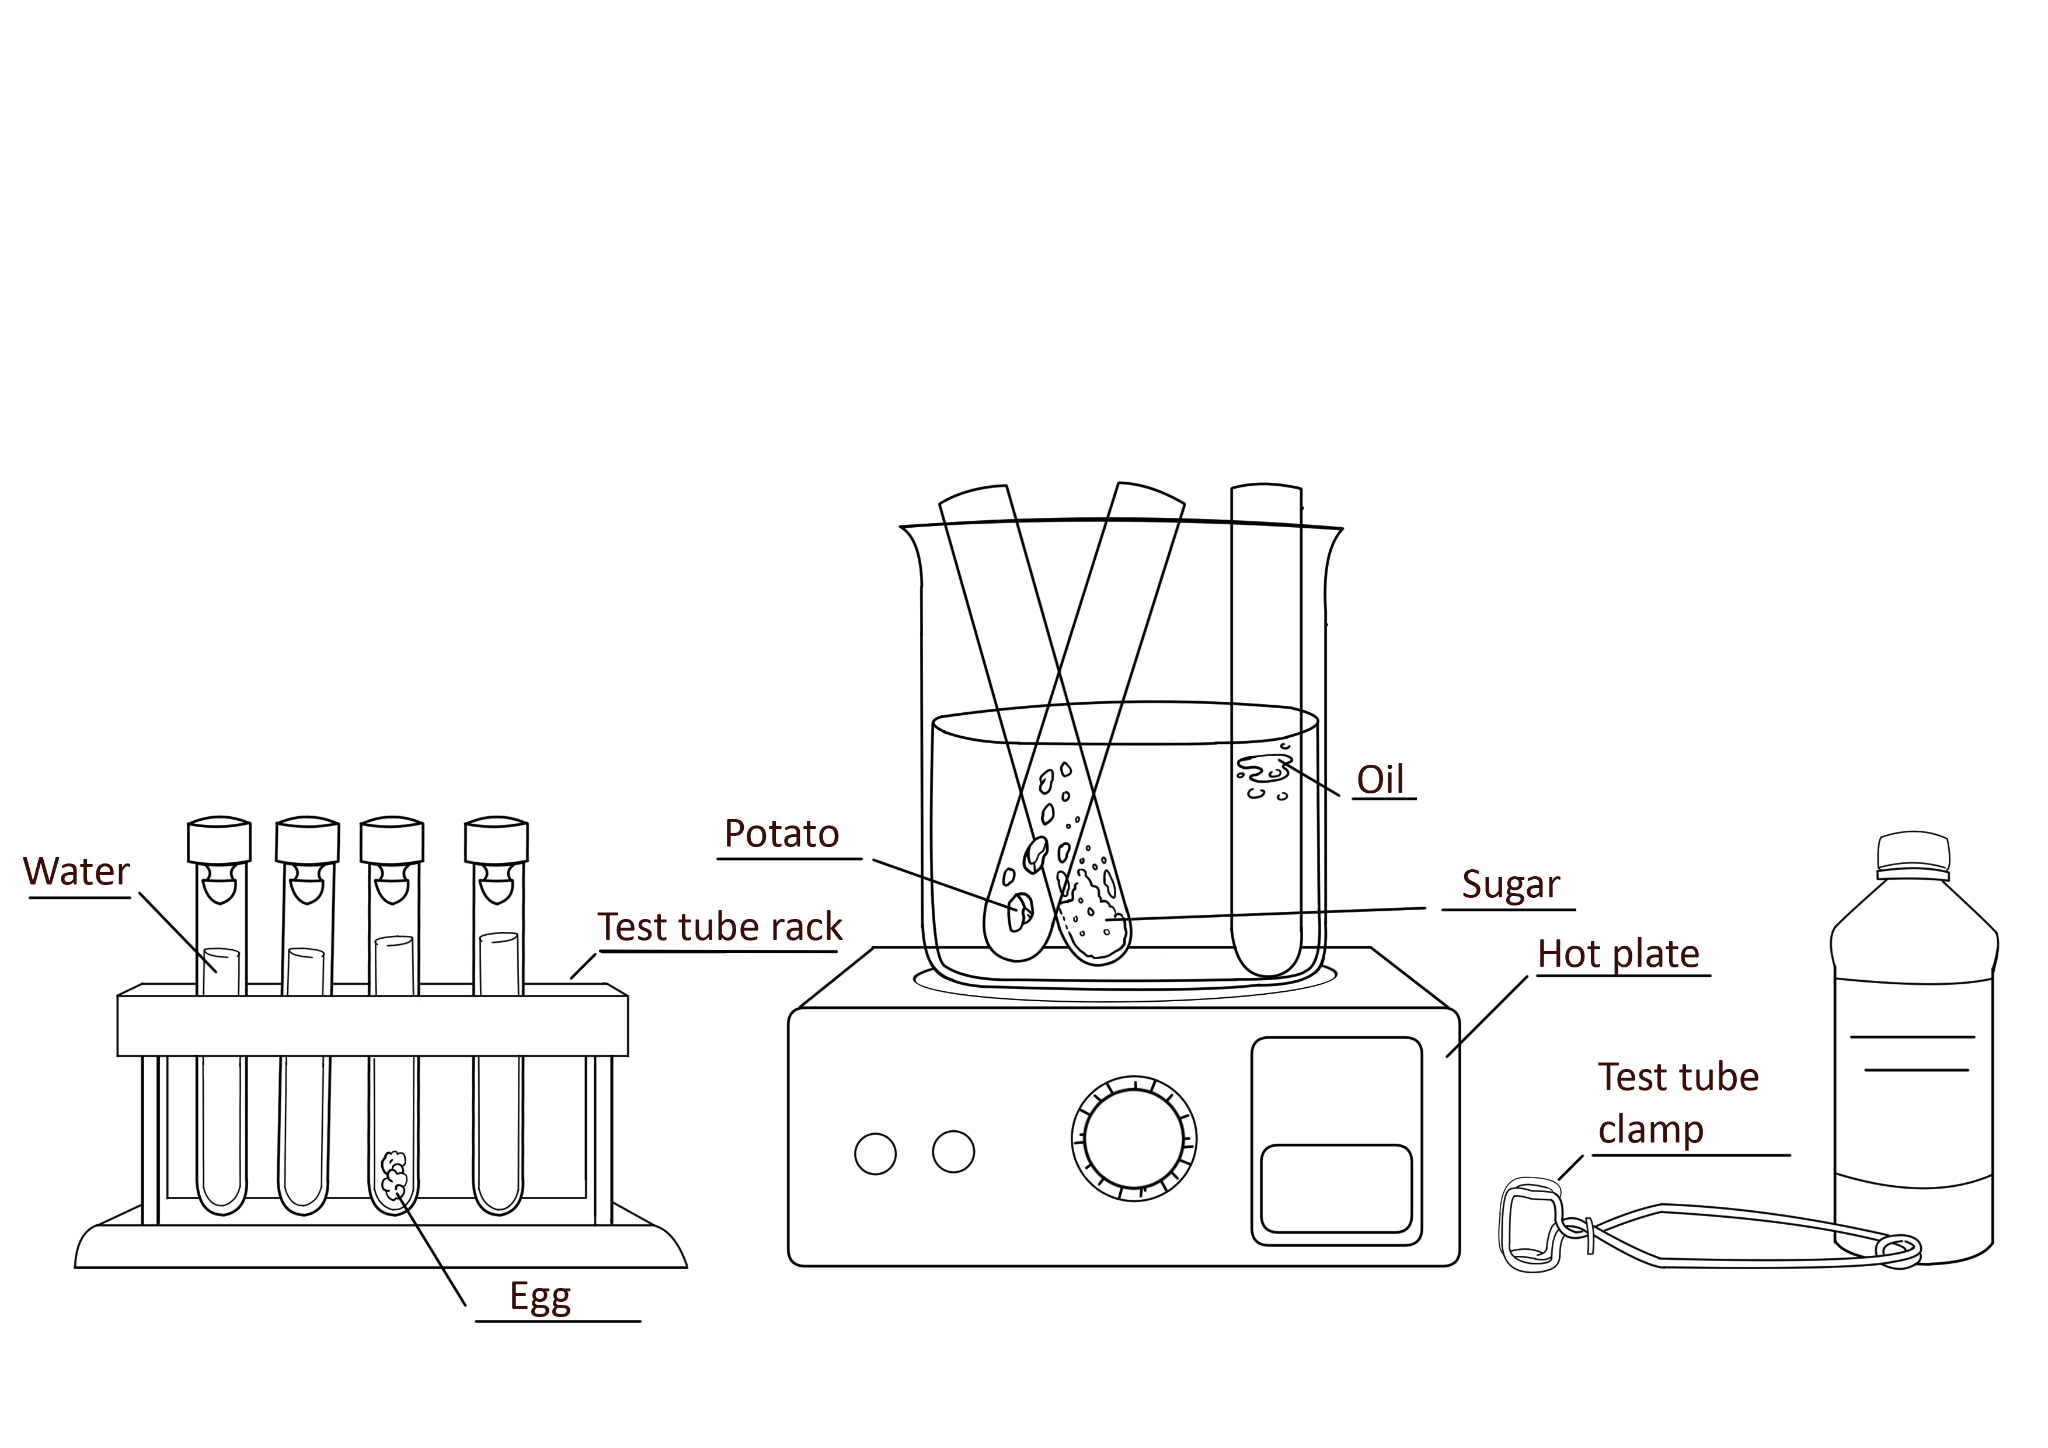 Oil
Potato
Water
Sugar
Test tube rack
Hot plate
Test tube
clamp
Egg